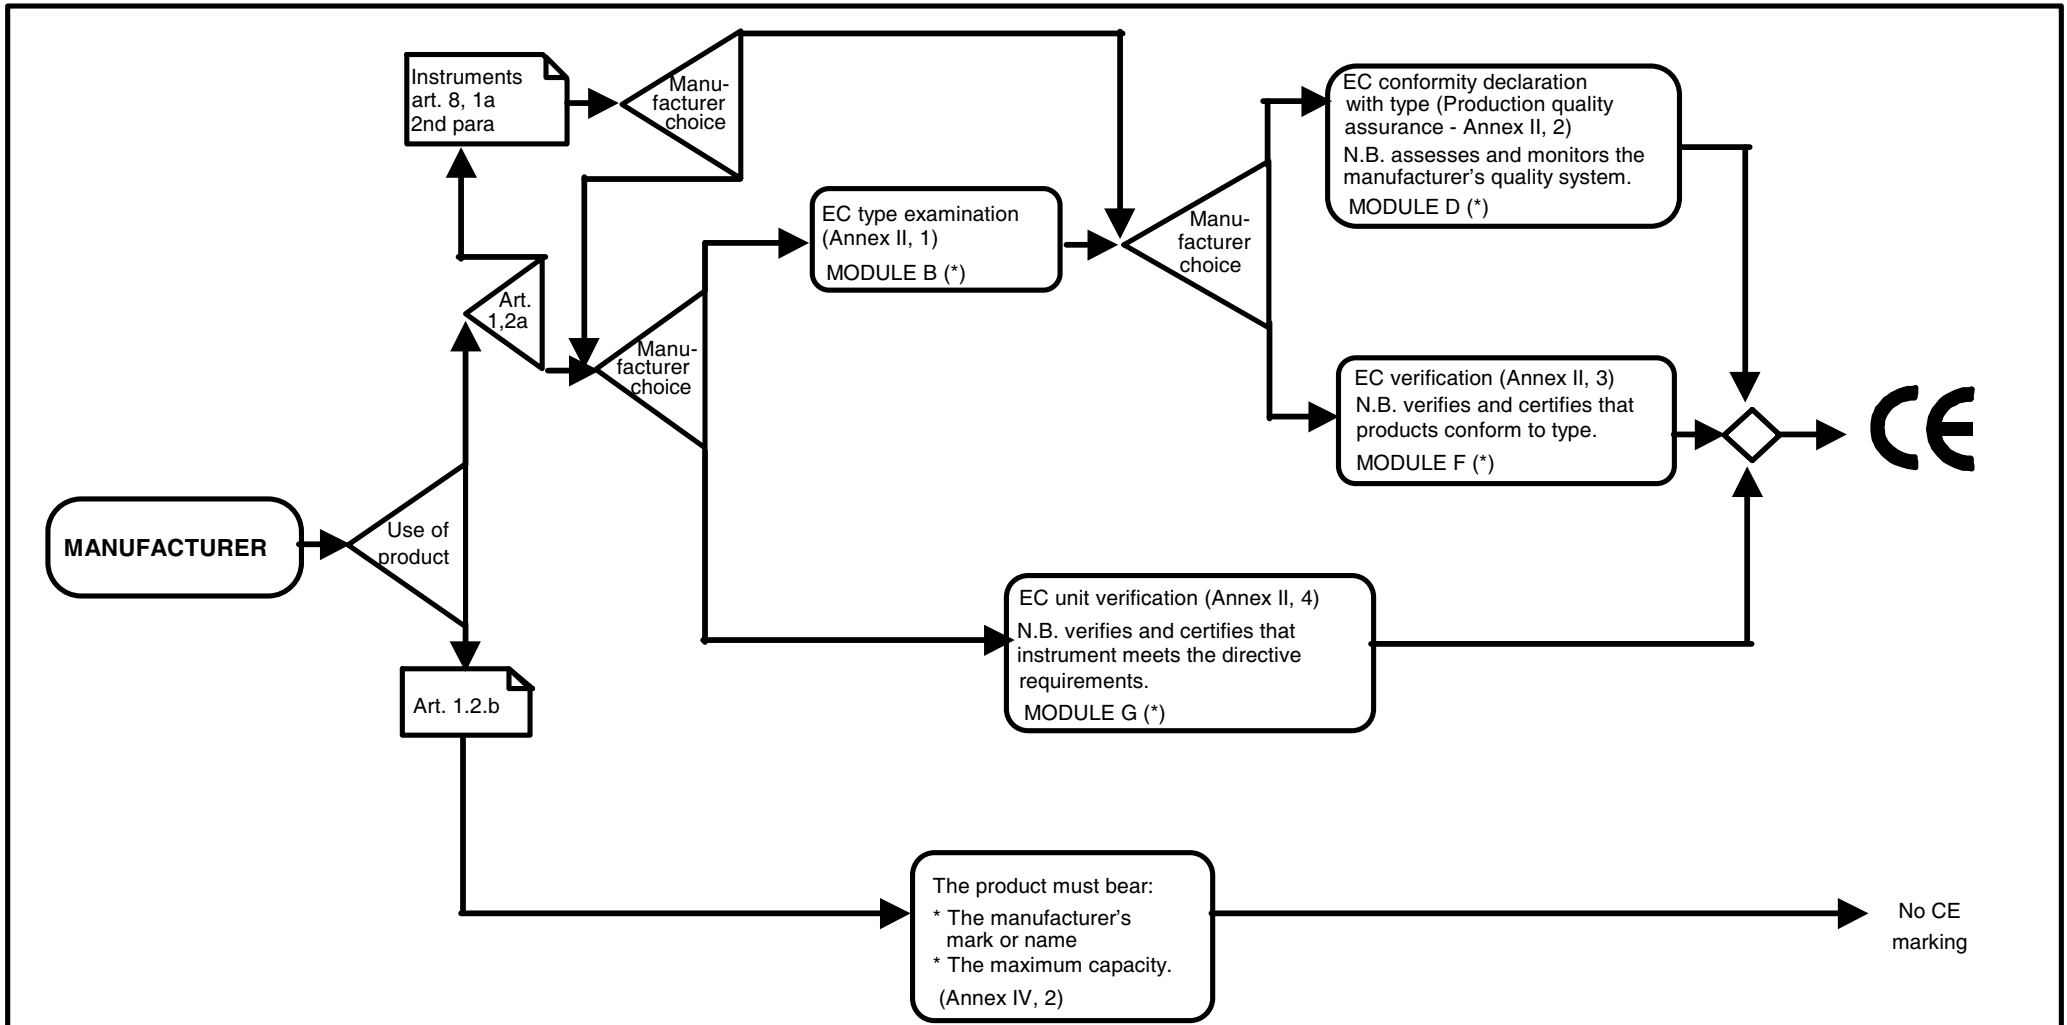 Instruments
art. 8, 1a
2nd para
Manu-
facturer
choice
EC conformity declaration
with type (Production quality
assurance - Annex II, 2)
N.B. assesses and monitors the
manufacturer’s quality system.
MODULE D (*)
EC type examination
(Annex II, 1)
MODULE B (*)
Manu-
facturer
choice
Art.
1,2a
Manu-
facturer
choice
EC verification (Annex II, 3)
N.B. verifies and certifies that
products conform to type.
MODULE F (*)
CE
MANUFACTURER
Use of
product
EC unit verification (Annex II, 4)
N.B. verifies and certifies that
instrument meets the directive
requirements.
MODULE G (*)
Art. 1.2.b
The product must bear:
* The manufacturer’s
mark or name
* The maximum capacity.
(Annex IV, 2)
No CE
marking